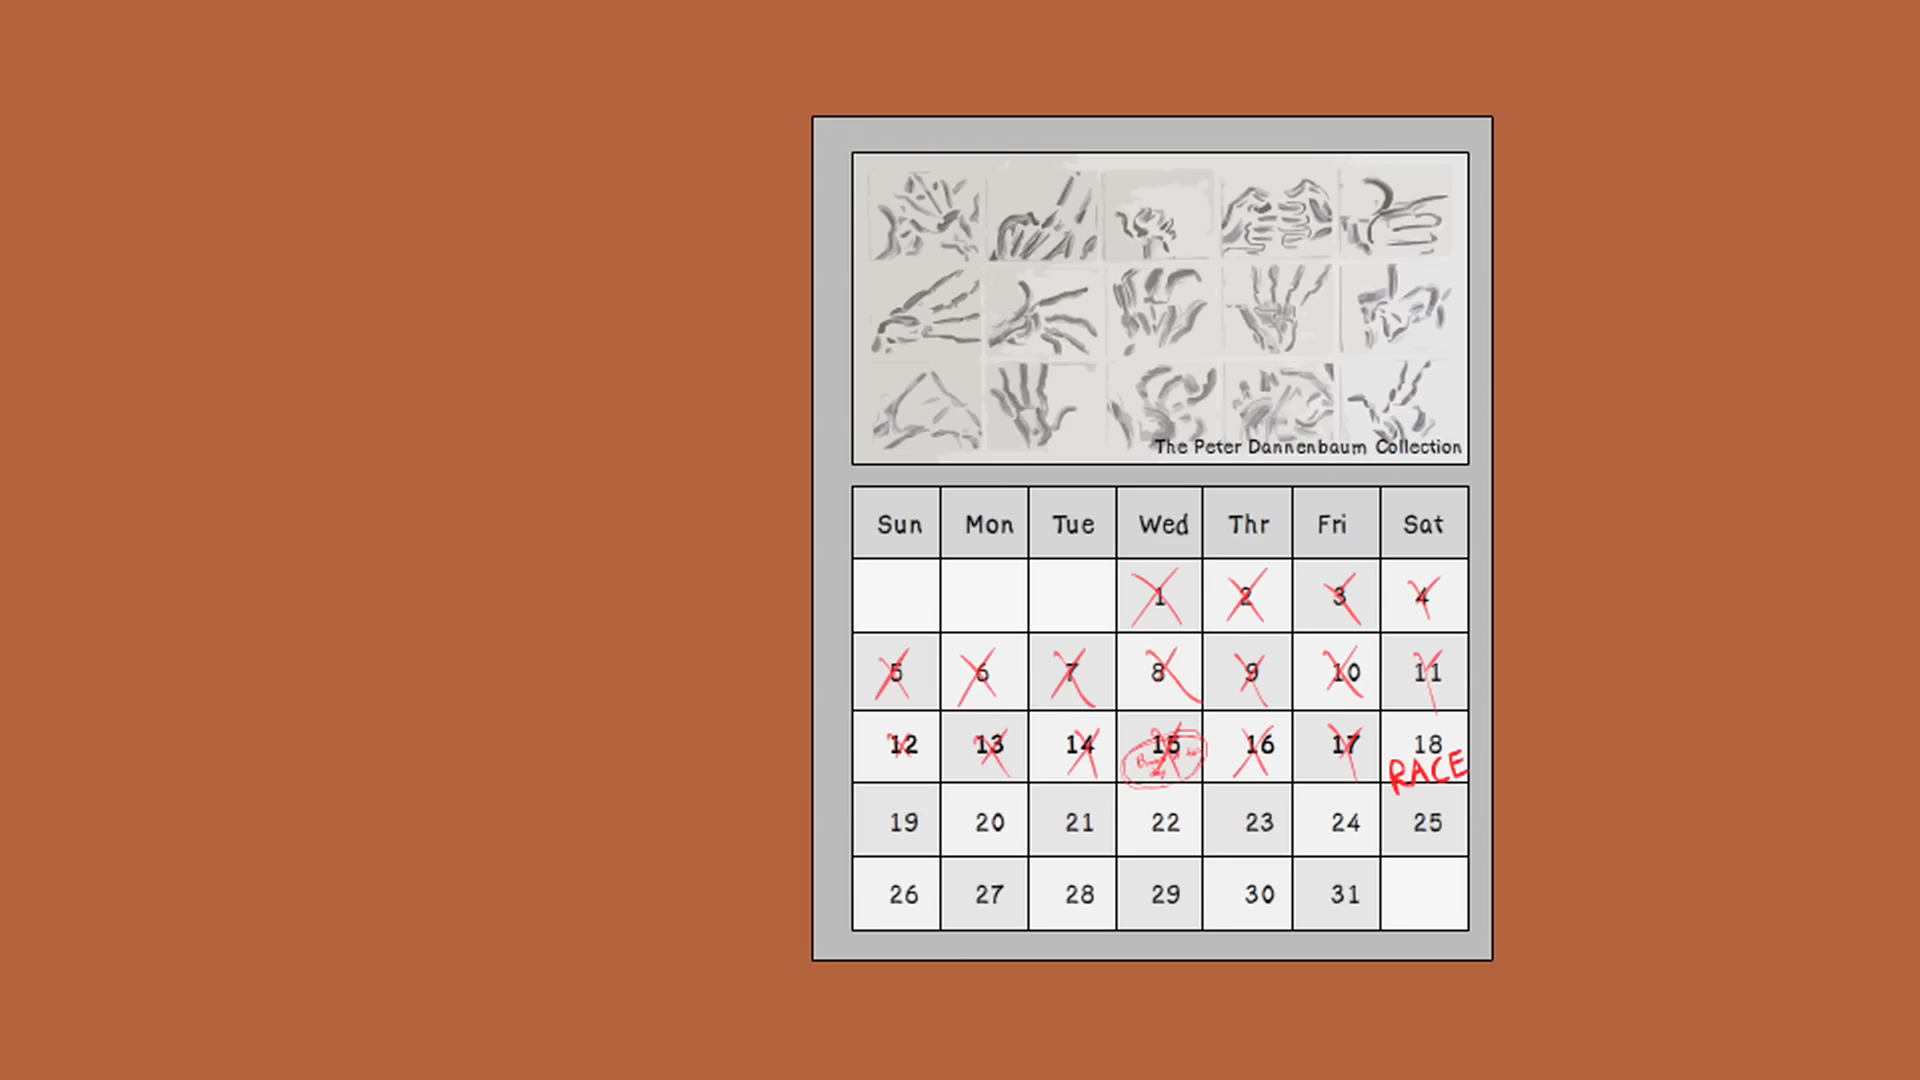 The Peter Dannenbaum Collection
Sun Mon Tue Wed Thr Fri Sat
1 2 3 4
5 6 7 8 9 10 11
12 13 14 15 16 17 18
RACE
19 20 21 22 23 24 25
26 27 28 29 30 31